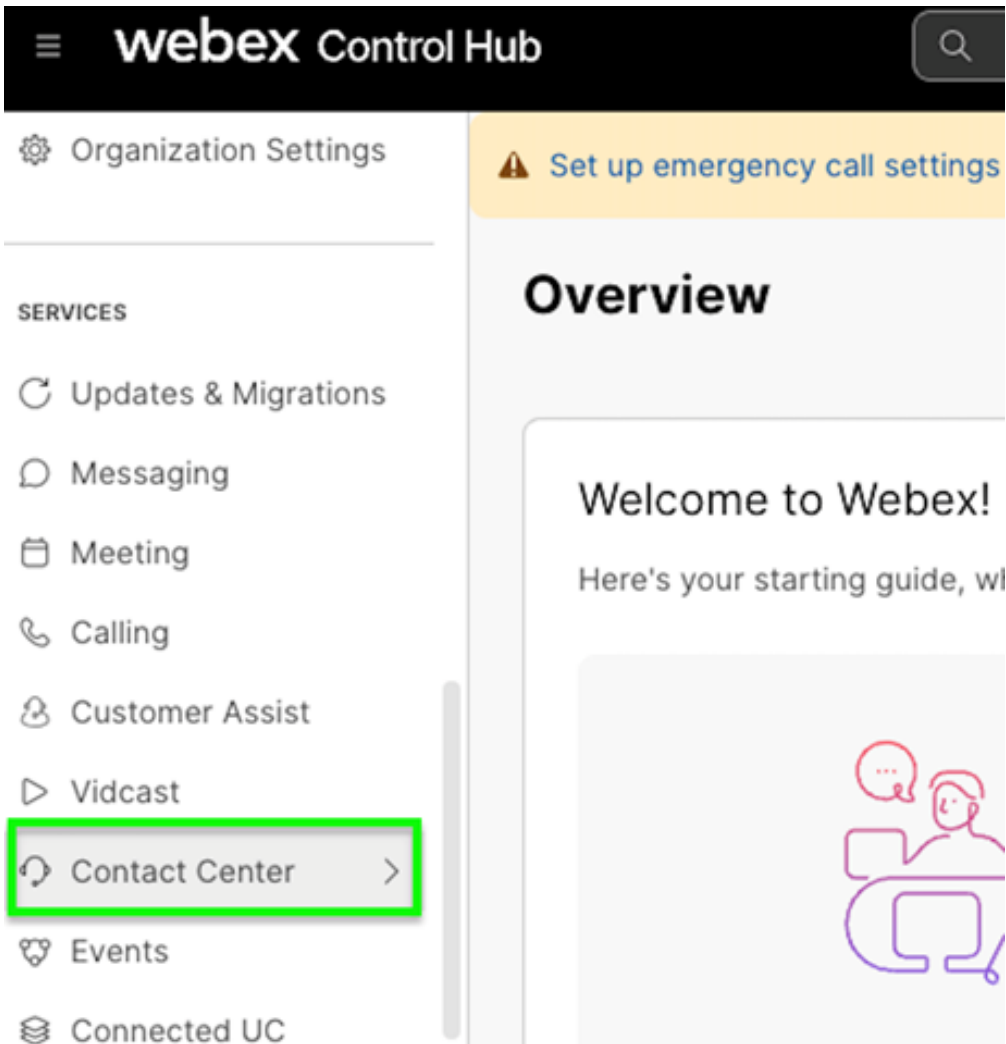 webex Control Hub
Organization Settings
Set up emergency call settings
SERVICES
Overview
Updates & Migrations
Messaging
Welcome to Webex!
Meeting
Here's your starting guide,
Calling
Customer Assist
Vidcast
Contact Center
Events
Connected UC